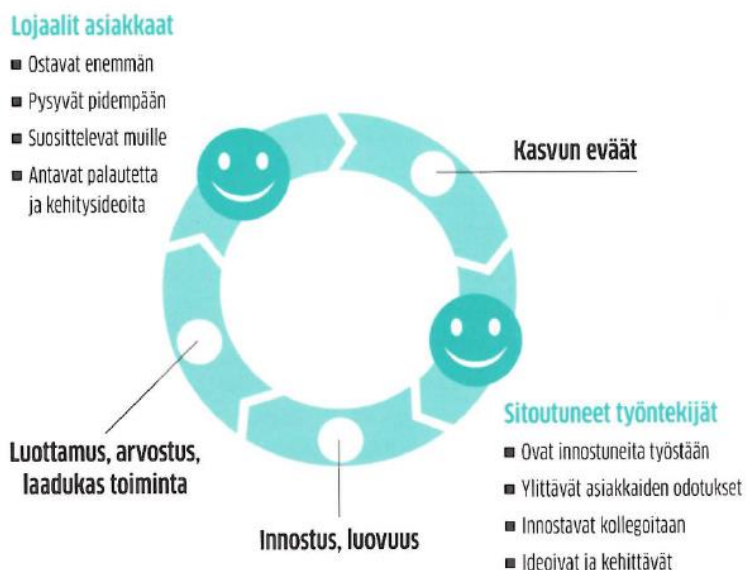 Lojaalit asiakkaat
■ Ostavat enemmän
■ Pysyvät pidempään
■ Suosittelevat muille
■ Antavat palautetta
ja kehitysideoita
Kasvun eväät
Sitoutuneet työntekijät
■ Ovat innostuneita työstään
■ Ylittävät asiakkaiden odotukset
■ Innostavat kollegoitaan
■ Ideoivat ja kehittävät
Innostus, luovuus
Luottamus, arvostus,
laadukas toiminta